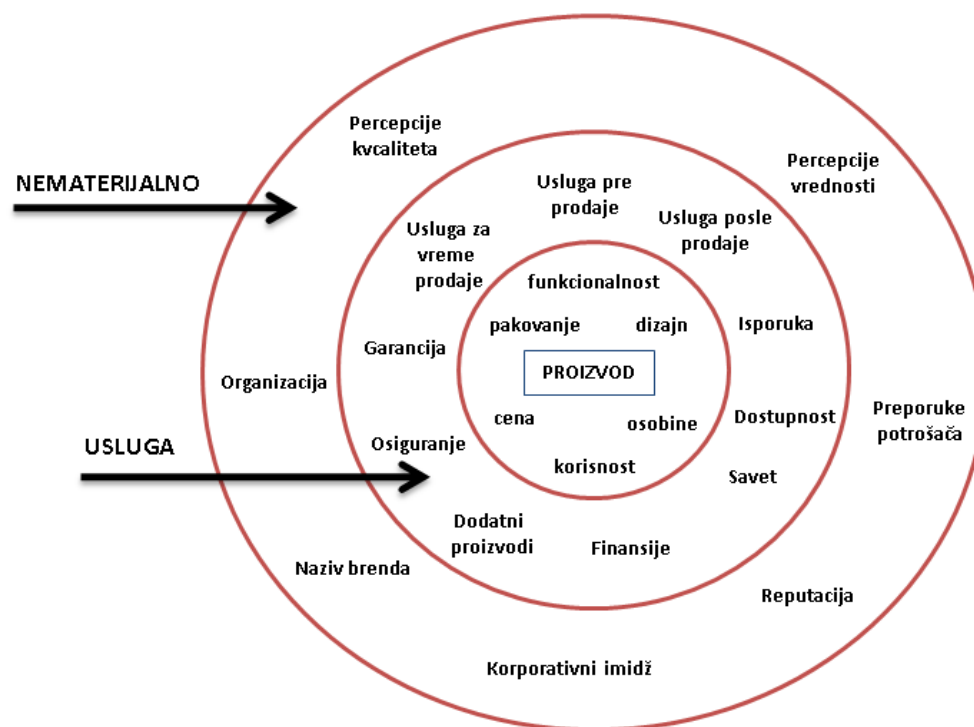 Percepcije
kvcaliteta
Percepcije
vrednosti
NEMATERIJALNO
Usluga pre
prodaje
Usluga posle
prodaje
Usluga za
vreme
prodaje
funkcionalnost
pakovanje
dizajn
Isporuka
Garancija
PROIZVOD
Organizacija
cena
osobine
Dostupnost
Preporuke
potrošača
USLUGA
Osiguranje
korisnost
Savet
Dodatni
proizvodi
Finansije
Naziv brenda
Reputacija
Korporativni imidž